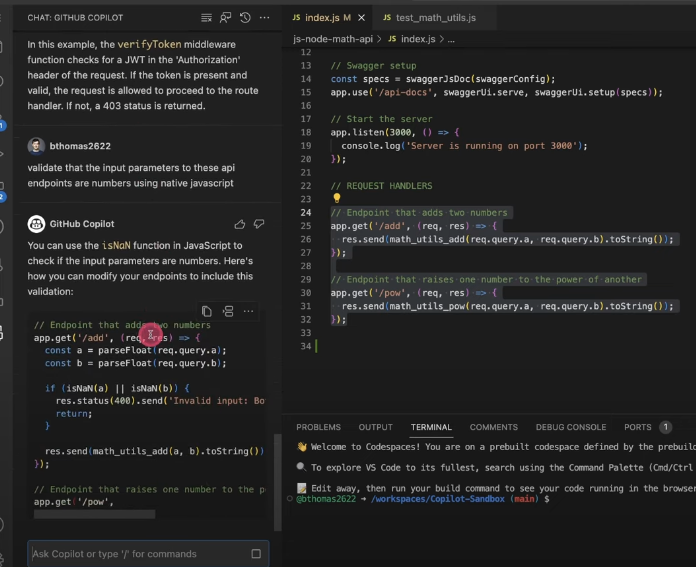 CHAT: GITHUB COPILOT
In this example, the verifyToken middleware
function checks for a JWT in the 'Authorization'
header of the request. If the token is present and
valid, the request is allowed to proceed to the route
handler. If not, a 403 status is returned.
bthomas2622
validate that the input parameters to these api
endpoints are numbers using native javascript
GitHub Copilot
You can use the isNaN function in JavaScript to
check if the input parameters are numbers. Here's
how you can modify your endpoints to include this
validation:
// Endpoint that adds two numbers
app.get('/add', (req, res) => {
const a = parseFloat(req.query.a);
const b = parseFloat(req.query.b);
if (isNaN(a) || isNaN(b)) {
res.status(400).send('Invalid input: Bo
return;
}
res.send(math_utils_add(a, b).toString())
});
// Endpoint that raises one number to the p
app.get('/pow',
Ask Copilot or type '/' for commands
JS index.js M
JS test_math_utils.js
js-node-math-api > JS index.js > ...
12
13 // Swagger setup
14 const specs = swaggerJsDoc(swaggerConfig);
15 app.use('/api-docs', swaggerUi.serve, swaggerUi.setup(specs));
16
17 // Start the server
18 app.listen(3000, () => {
19 console.log('Server is running on port 3000');
20 });
21
22 // REQUEST HANDLERS
23
24 // Endpoint that adds two numbers
25 app.get('/add', (req, res) => {
26 res.send(math_utils_add(req.query.a, req.query.b).toString());
27 });
28
29 // Endpoint that raises one number to the power of another
30 app.get('/pow', (req, res) => {
31 res.send(math_utils_pow(req.query.a, req.query.b).toString());
32 });
33
34
PROBLEMS OUTPUT TERMINAL COMMENTS DEBUG CONSOLE PORTS 1
Welcome to Codespaces! You are on a prebuilt codespace defined by the prebuil
To explore VS Code to its fullest, search using the Command Palette (Cmd/Ctrl
Edit away, then run your build command to see your code running in the browser
@bthomas2622 → /workspaces/Copilot-Sandbox (main) $